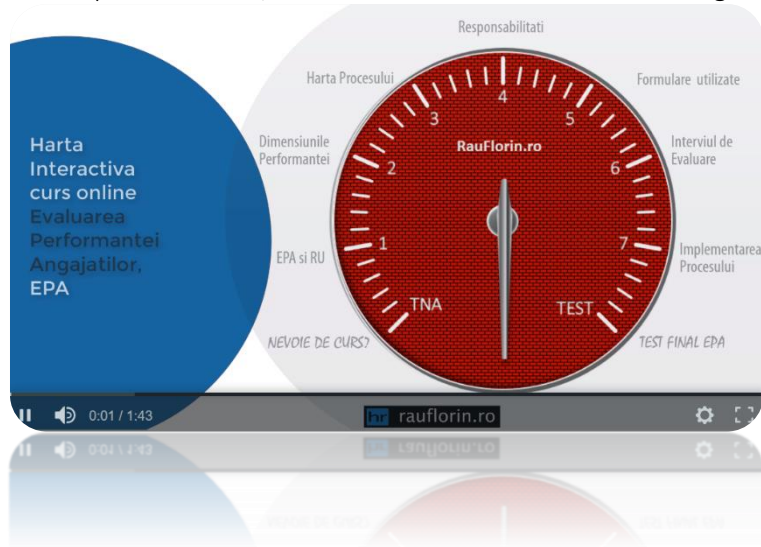 Responsabilitati
Harta Procesului
Formulare utilizate
Dimensiunile
Performantei
Interviul de
Evaluare
EPA si RU
Implementarea
Procesului
NEVOIE DE CURS?
TEST FINAL EPA
RauFlorin.ro
TNA
1
2
3
4
5
6
7
TEST
Harta
Interactiva
curs online
Evaluarea
Performantei
Angajatilor,
EPA
0:01 / 1:43
hr rauflorin.ro